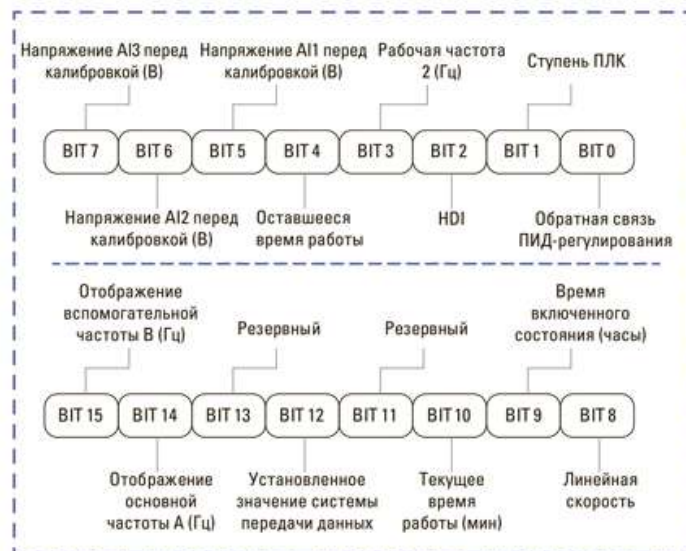 Напряжение AI3 перед
калибровкой (В)
Напряжение AI1 перед
калибровкой (В)
Рабочая частота
2 (Гц)
Ступень ПЛК
BIT 7 BIT 6 BIT 5 BIT 4 BIT 3 BIT 2 BIT 1 BIT 0
Напряжение AI2 перед
калибровкой (В)
Оставшееся
время работы
HDI
Обратная связь
ПИД-регулирования
Отображение
вспомогательной
частоты B (Гц)
Резервный
Резервный
Время
включенного
состояния (часы)
BIT 15 BIT 14 BIT 13 BIT 12 BIT 11 BIT 10 BIT 9 BIT 8
Отображение
основной
частоты A (Гц)
Установленное
значение системы
передачи данных
Текущее
время
работы (мин)
Линейная
скорость